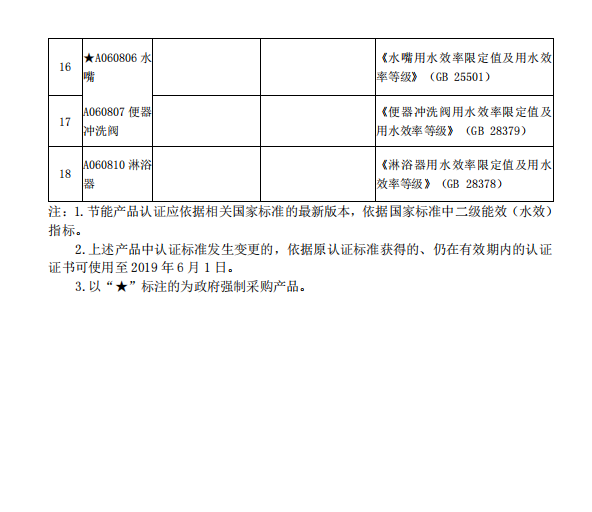 16 ★A060806 水 《水嘴用水效率限定值及用水效
嘴 率等级》（GB 25501）
17 A060807 便器 《便器冲洗阀用水效率限定值及
冲洗阀 用水效率等级》（GB 28379）
18 A060810 淋浴 《淋浴器用水效率限定值及用水
器 效率等级》（GB 28378）
注：1.节能产品认证应依据相关国家标准的最新版本，依据国家标准中二级能效（水效）
指标。
2.上述产品中认证标准发生变更的，依据原认证标准获得的、仍在有效期内的认证
证书可使用至 2019 年 6 月 1 日。
3.以“★”标注的为政府强制采购产品。